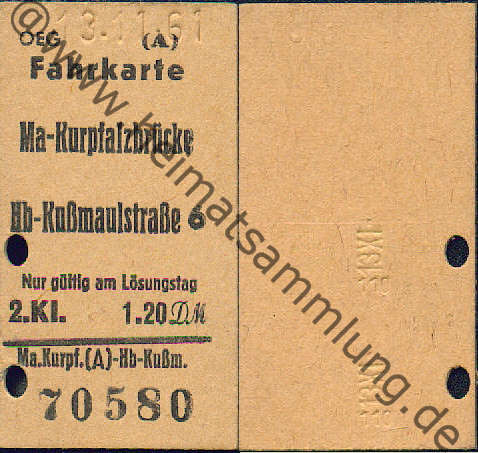 13.11.61
OEG (A)
Fahrkarte
Ma-Kurpfalzbrücke
Hb-Kußmaulstraße 6
Nur gültig am Lösungstag
2.Kl. 1.20 DM
Ma.Kurpf.(A)-Hb-Kußm.
70580
@www.heimatsammlung.de